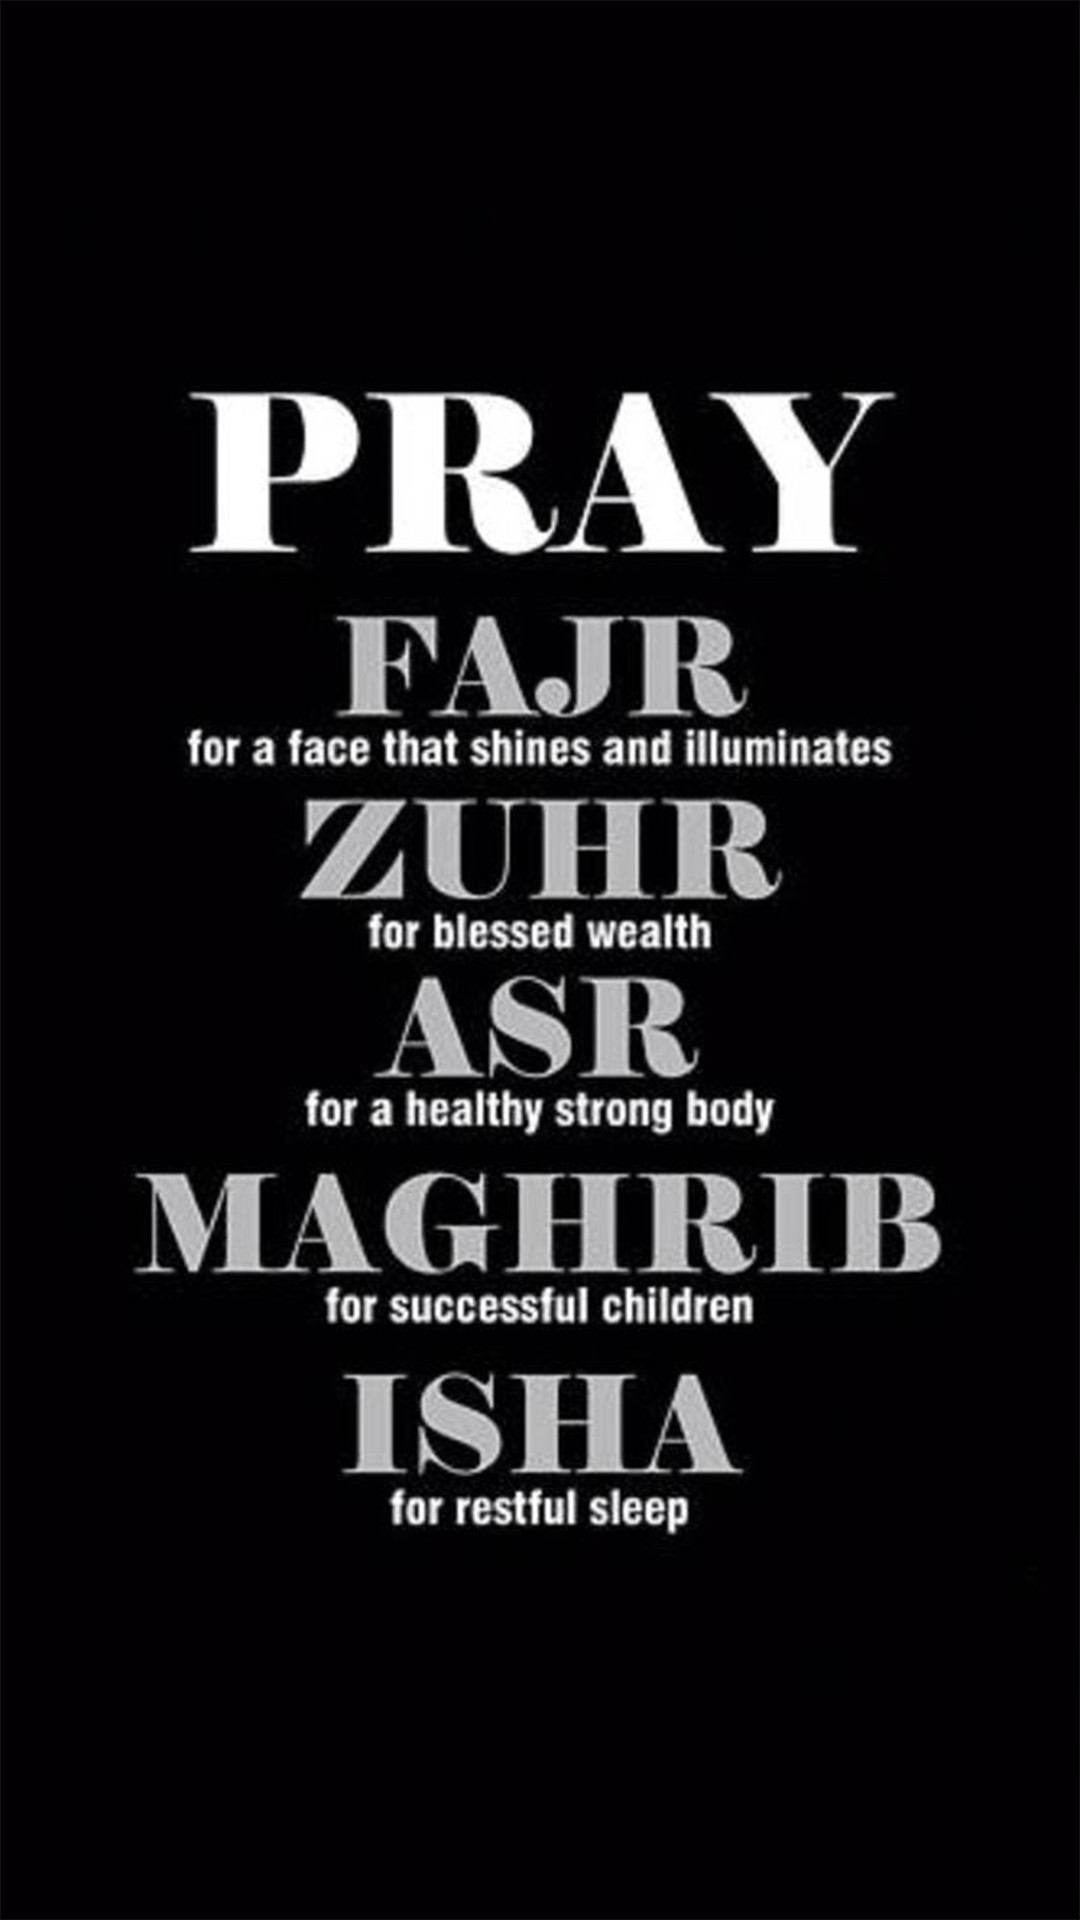 PRAY
FAJR
for a face that shines and illuminates
ZUHR
for blessed wealth
ASR
for a healthy strong body
MAGHRIB
for successful children
ISHA
for restful sleep